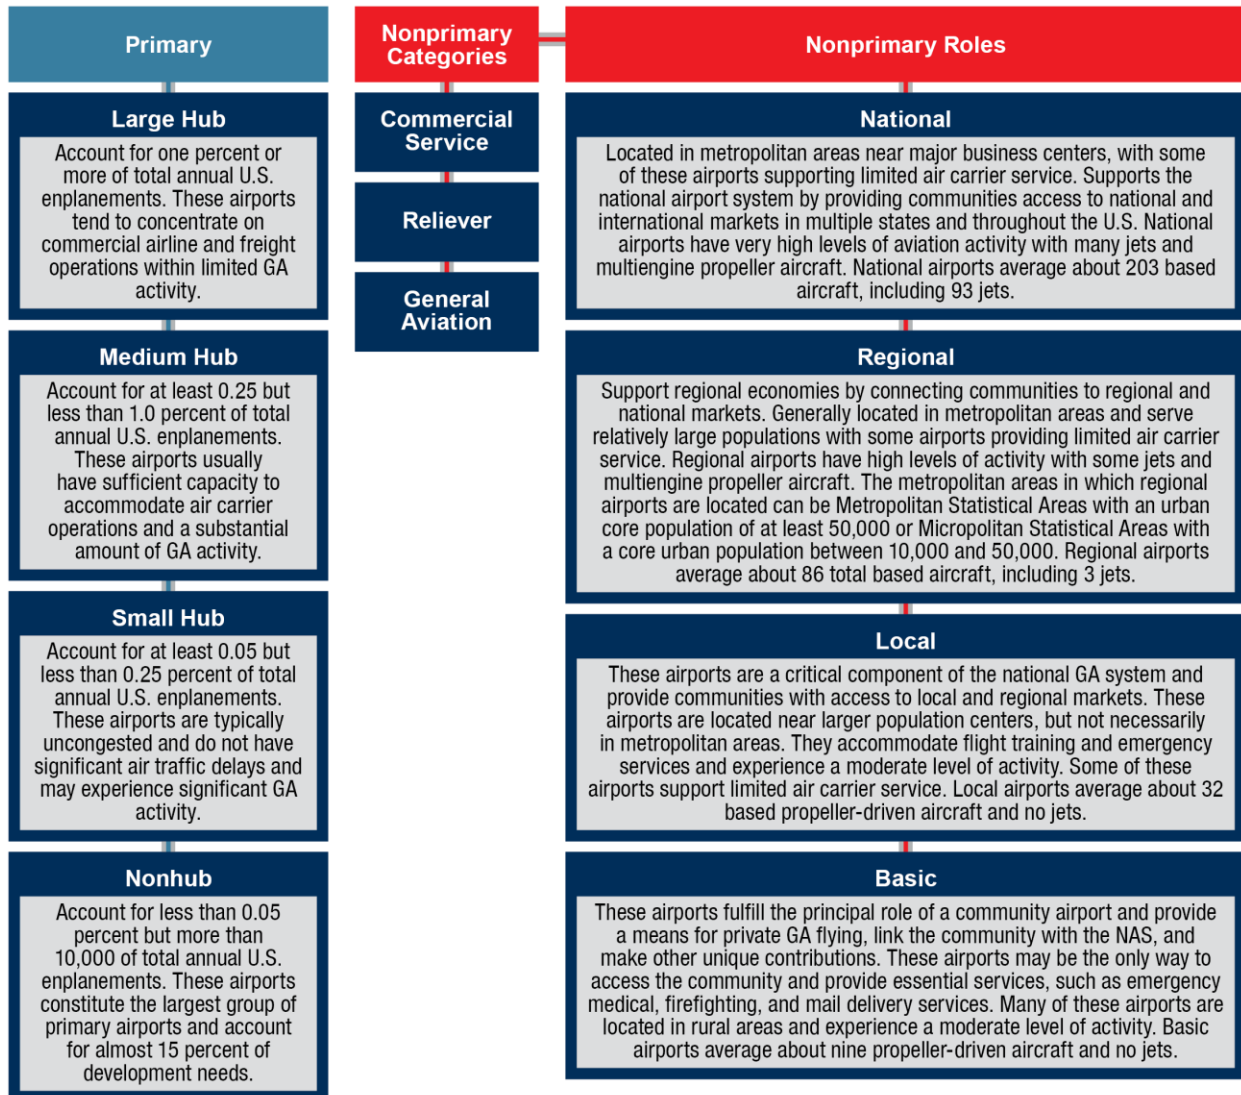 Primary
Large Hub
Account for one percent or
more of total annual U.S.
enplanements. These airports
tend to concentrate on
commercial airline and freight
operations within limited GA
activity.
Medium Hub
Account for at least 0.25 but
less than 1.0 percent of total
annual U.S. enplanements.
These airports usually
have sufficient capacity to
accommodate air carrier
operations and a substantial
amount of GA activity.
Small Hub
Account for at least 0.05 but
less than 0.25 percent of total
annual U.S. enplanements.
These airports are typically
uncongested and do not have
significant air traffic delays and
may experience significant GA
activity.
Nonhub
Account for less than 0.05
percent but more than
10,000 of total annual U.S.
enplanements. These airports
constitute the largest group of
primary airports and account
for almost 15 percent of
development needs.
Nonprimary
Categories
Commercial
Service
Reliever
General
Aviation
Nonprimary Roles
National
Located in metropolitan areas near major business centers, with some
of these airports supporting limited air carrier service. Supports the
national airport system by providing communities access to national and
international markets in multiple states and throughout the U.S. National
airports have very high levels of aviation activity with many jets and
multiengine propeller aircraft. National airports average about 203 based
aircraft, including 93 jets.
Regional
Support regional economies by connecting communities to regional and
national markets. Generally located in metropolitan areas and serve
relatively large populations with some airports providing limited air carrier
service. Regional airports have high levels of activity with some jets and
multiengine propeller aircraft. The metropolitan areas in which regional
airports are located can be Metropolitan Statistical Areas with an urban
core population of at least 50,000 or Micropolitan Statistical Areas with
a core urban population between 10,000 and 50,000. Regional airports
average about 86 total based aircraft, including 3 jets.
Local
These airports are a critical component of the national GA system and
provide communities with access to local and regional markets. These
airports are located near larger population centers, but not necessarily
in metropolitan areas. They accommodate flight training and emergency
services and experience a moderate level of activity. Some of these
airports support limited air carrier service. Local airports average about 32
based propeller-driven aircraft and no jets.
Basic
These airports fulfill the principal role of a community airport and provide
a means for private GA flying, link the community with the NAS, and
make other unique contributions. These airports may be the only way to
access the community and provide essential services, such as emergency
medical, firefighting, and mail delivery services. Many of these airports are
located in rural areas and experience a moderate level of activity. Basic
airports average about nine propeller-driven aircraft and no jets.